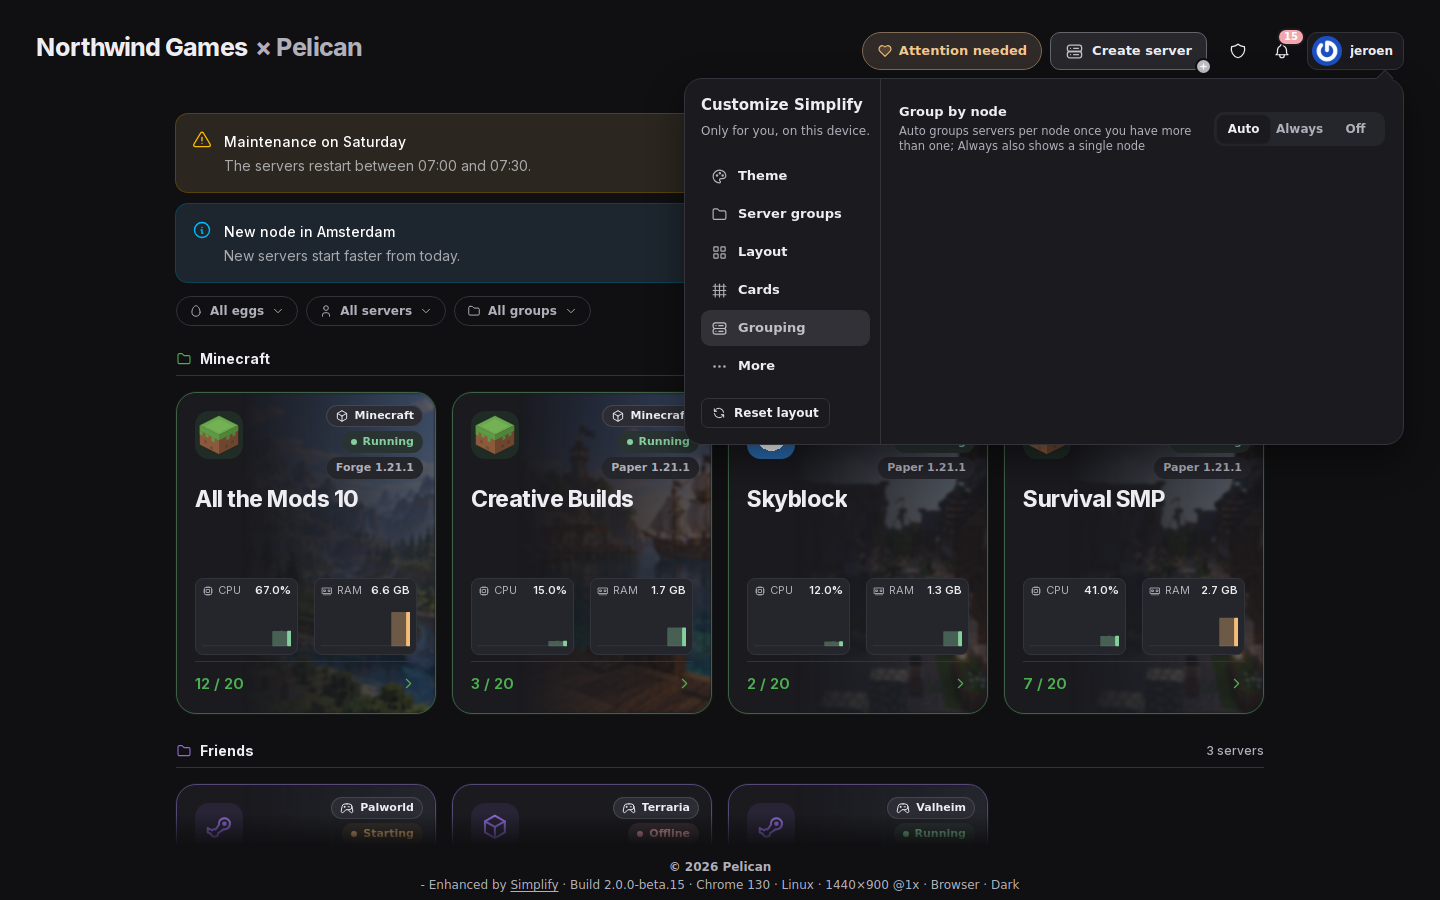 Northwind Games × Pelican
Attention needed
Create server
15
jeroen
Customize Simplify
Only for you, on this device.
Theme
Server groups
Layout
Cards
Grouping
More
Reset layout
Group by node
Auto groups servers per node once you have more
than one; Always also shows a single node
Auto
Always
Off
Maintenance on Saturday
The servers restart between 07:00 and 07:30.
New node in Amsterdam
New servers start faster from today.
All eggs
All servers
All groups
Minecraft
Minecraft
Running
Forge 1.21.1
All the Mods 10
CPU 67.0%
RAM 6.6 GB
12 / 20
Minecraf
Running
Paper 1.21.1
Creative Builds
CPU 15.0%
RAM 1.7 GB
3 / 20
Paper 1.21.1
Skyblock
CPU 12.0%
RAM 1.3 GB
2 / 20
Paper 1.21.1
Survival SMP
CPU 41.0%
RAM 2.7 GB
7 / 20
Friends
3 servers
Palworld
Starting
Terraria
Offline
Valheim
Running
© 2026 Pelican
- Enhanced by Simplify · Build 2.0.0-beta.15 · Chrome 130 · Linux · 1440×900 @1x · Browser · Dark